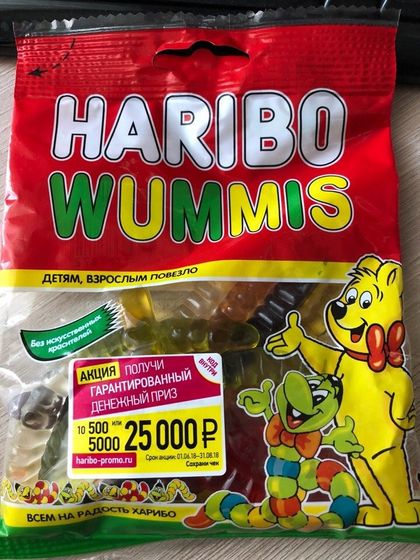 HARIBO
WUMMIS
ДЕТЯМ, ВЗРОСЛЫМ ПОВЕЗЛО
Без искусственных
красителей
АКЦИЯ ПОЛУЧИ
ГАРАНТИРОВАННЫЙ
ДЕНЕЖНЫЙ ПРИЗ
КОД
ВНУТРИ
10 500 или
5000 25 000 ₽
haribo-promo.ru
Срок акции: 01.06.18-31.08.18
Сохрани чек
ВСЕМ НА РАДОСТЬ ХАРИБО